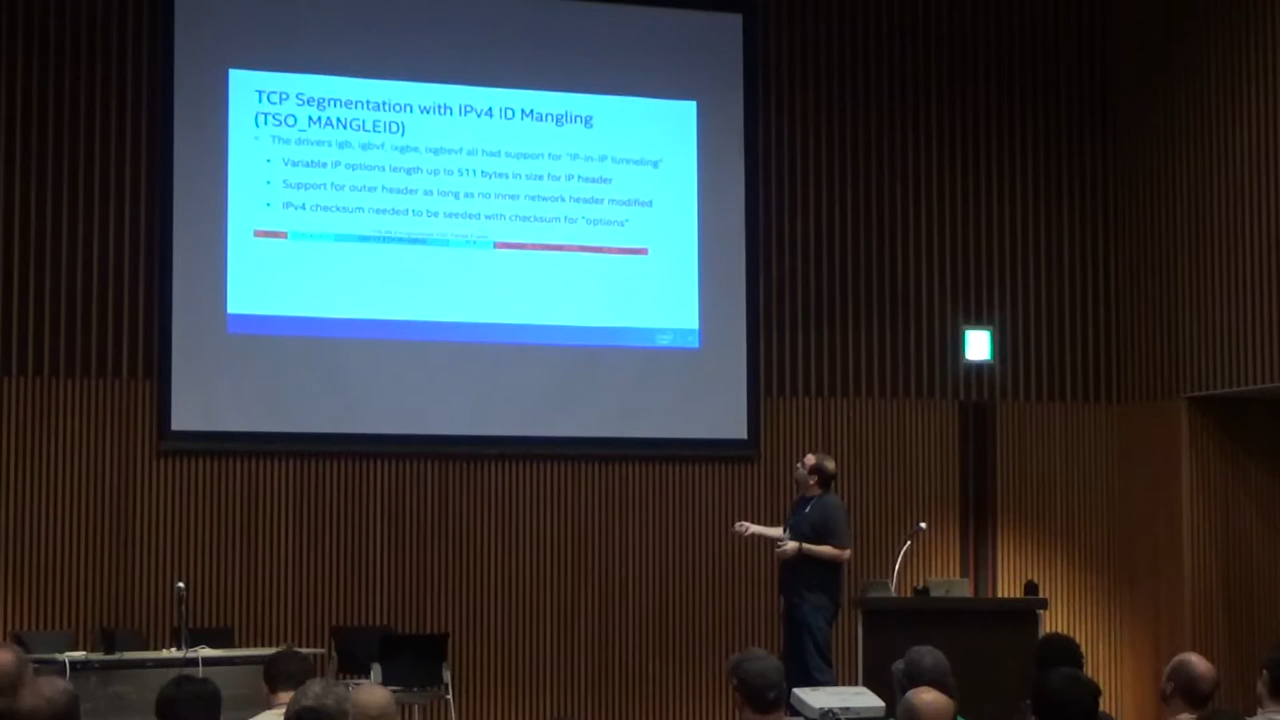 TCP Segmentation with IPv4 ID Mangling
(TSO_MANGLEID)
The drivers igb, igbvf, ixgbe, ixgbevf all had support for "IP-in-IP tunneling"
Variable IP options length up to 511 bytes in size for IP header
Support for outer header as long as no inner network header modified
IPv4 checksum needed to be seeded with checksum for "options"